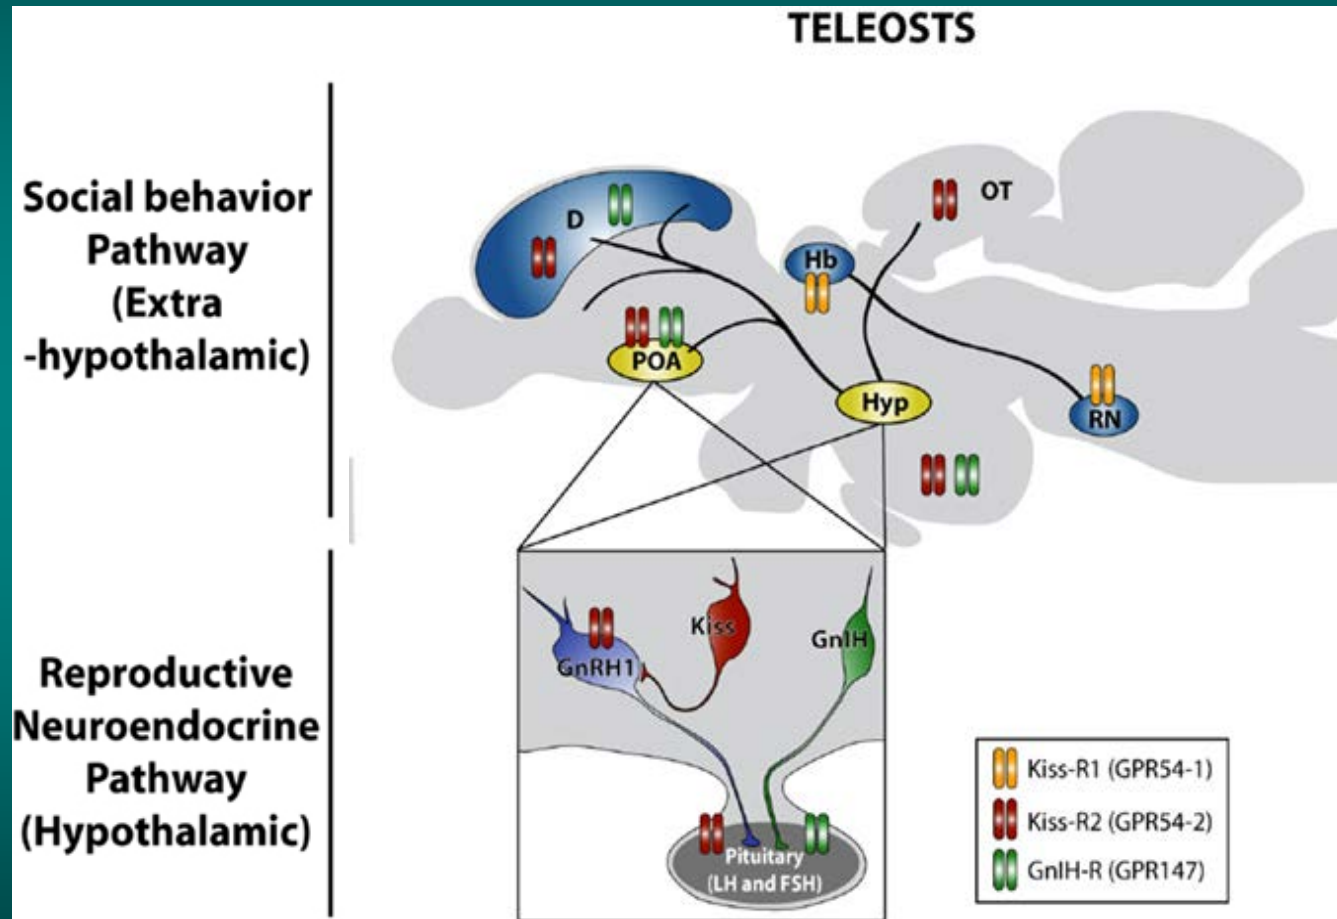 TELEOSTS
Social behavior
Pathway
(Extra
-hypothalamic)
D
OT
Hb
POA
Hyp
RN
Reproductive
Neuroendocrine
Pathway
(Hypothalamic)
Kiss
GnIH
GnRH1
Pituitary
(LH and FSH)
Kiss-R1 (GPR54-1)
Kiss-R2 (GPR54-2)
GnIH-R (GPR147)